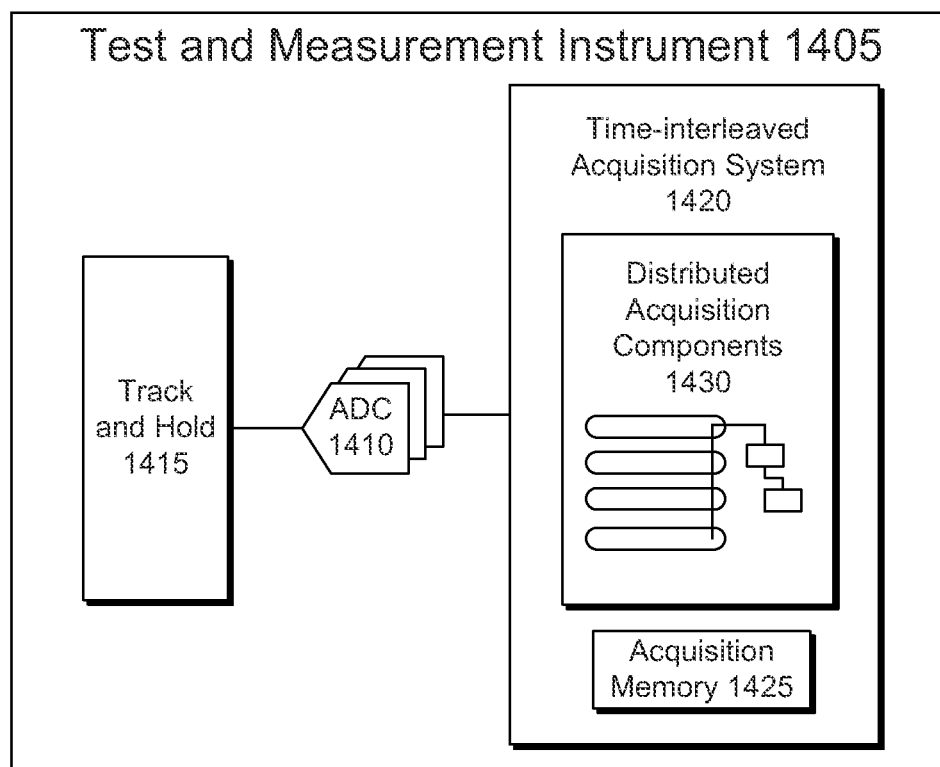 Test and Measurement Instrument 1405
Time-interleaved
Acquisition System
1420
Distributed
Acquisition
Components
1430
Track
and Hold
1415
ADC
1410
Acquisition
Memory 1425